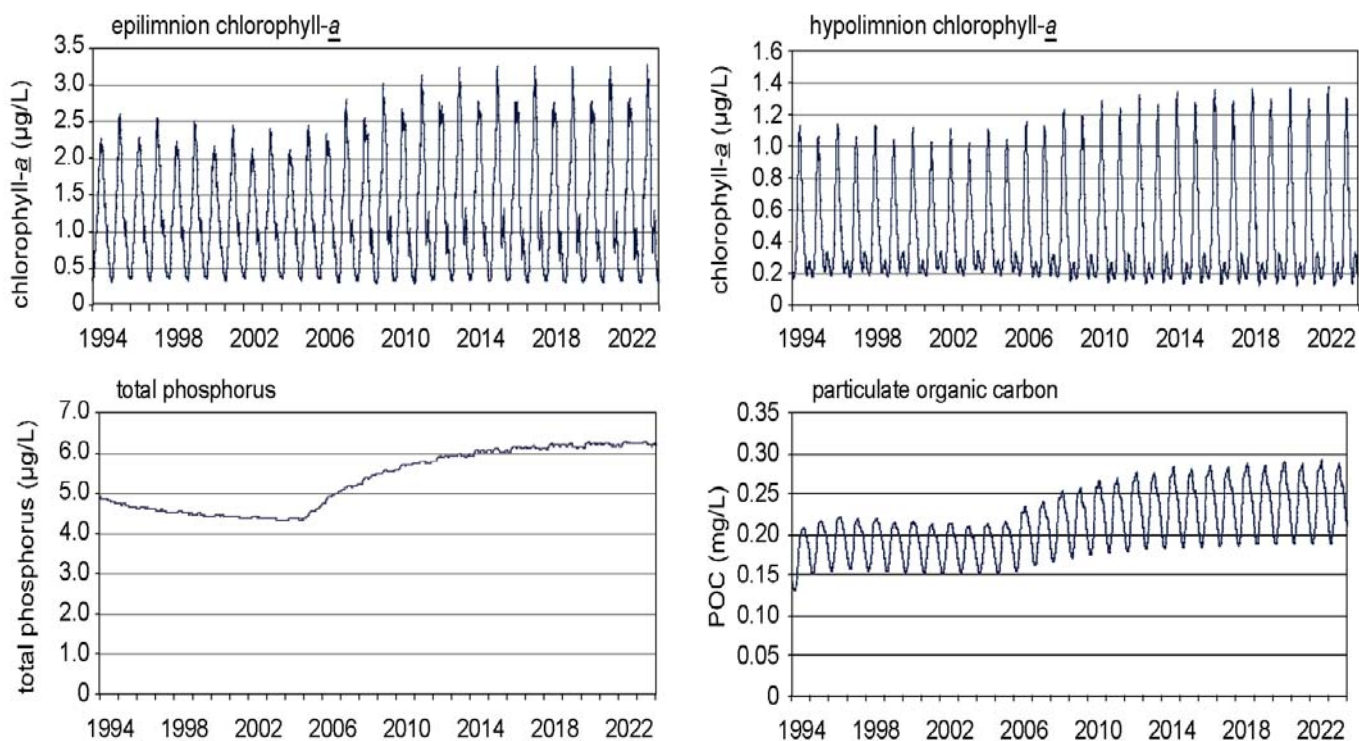 epilimnion chlorophyll-a
chlorophyll-a (µg/L)
3.5
3.0
2.5
2.0
1.5
1.0
0.5
0
1994 1998 2002 2006 2010 2014 2018 2022
hypolimnion chlorophyll-a
chlorophyll-a (µg/L)
1.6
1.4
1.2
1.0
0.8
0.6
0.4
0.2
0
1994 1998 2002 2006 2010 2014 2018 2022
total phosphorus
total phosphorus (µg/L)
7.0
6.0
5.0
4.0
3.0
2.0
1.0
0
1994 1998 2002 2006 2010 2014 2018 2022
particulate organic carbon
POC (mg/L)
0.35
0.30
0.25
0.20
0.15
0.10
0.05
0
1994 1998 2002 2006 2010 2014 2018 2022